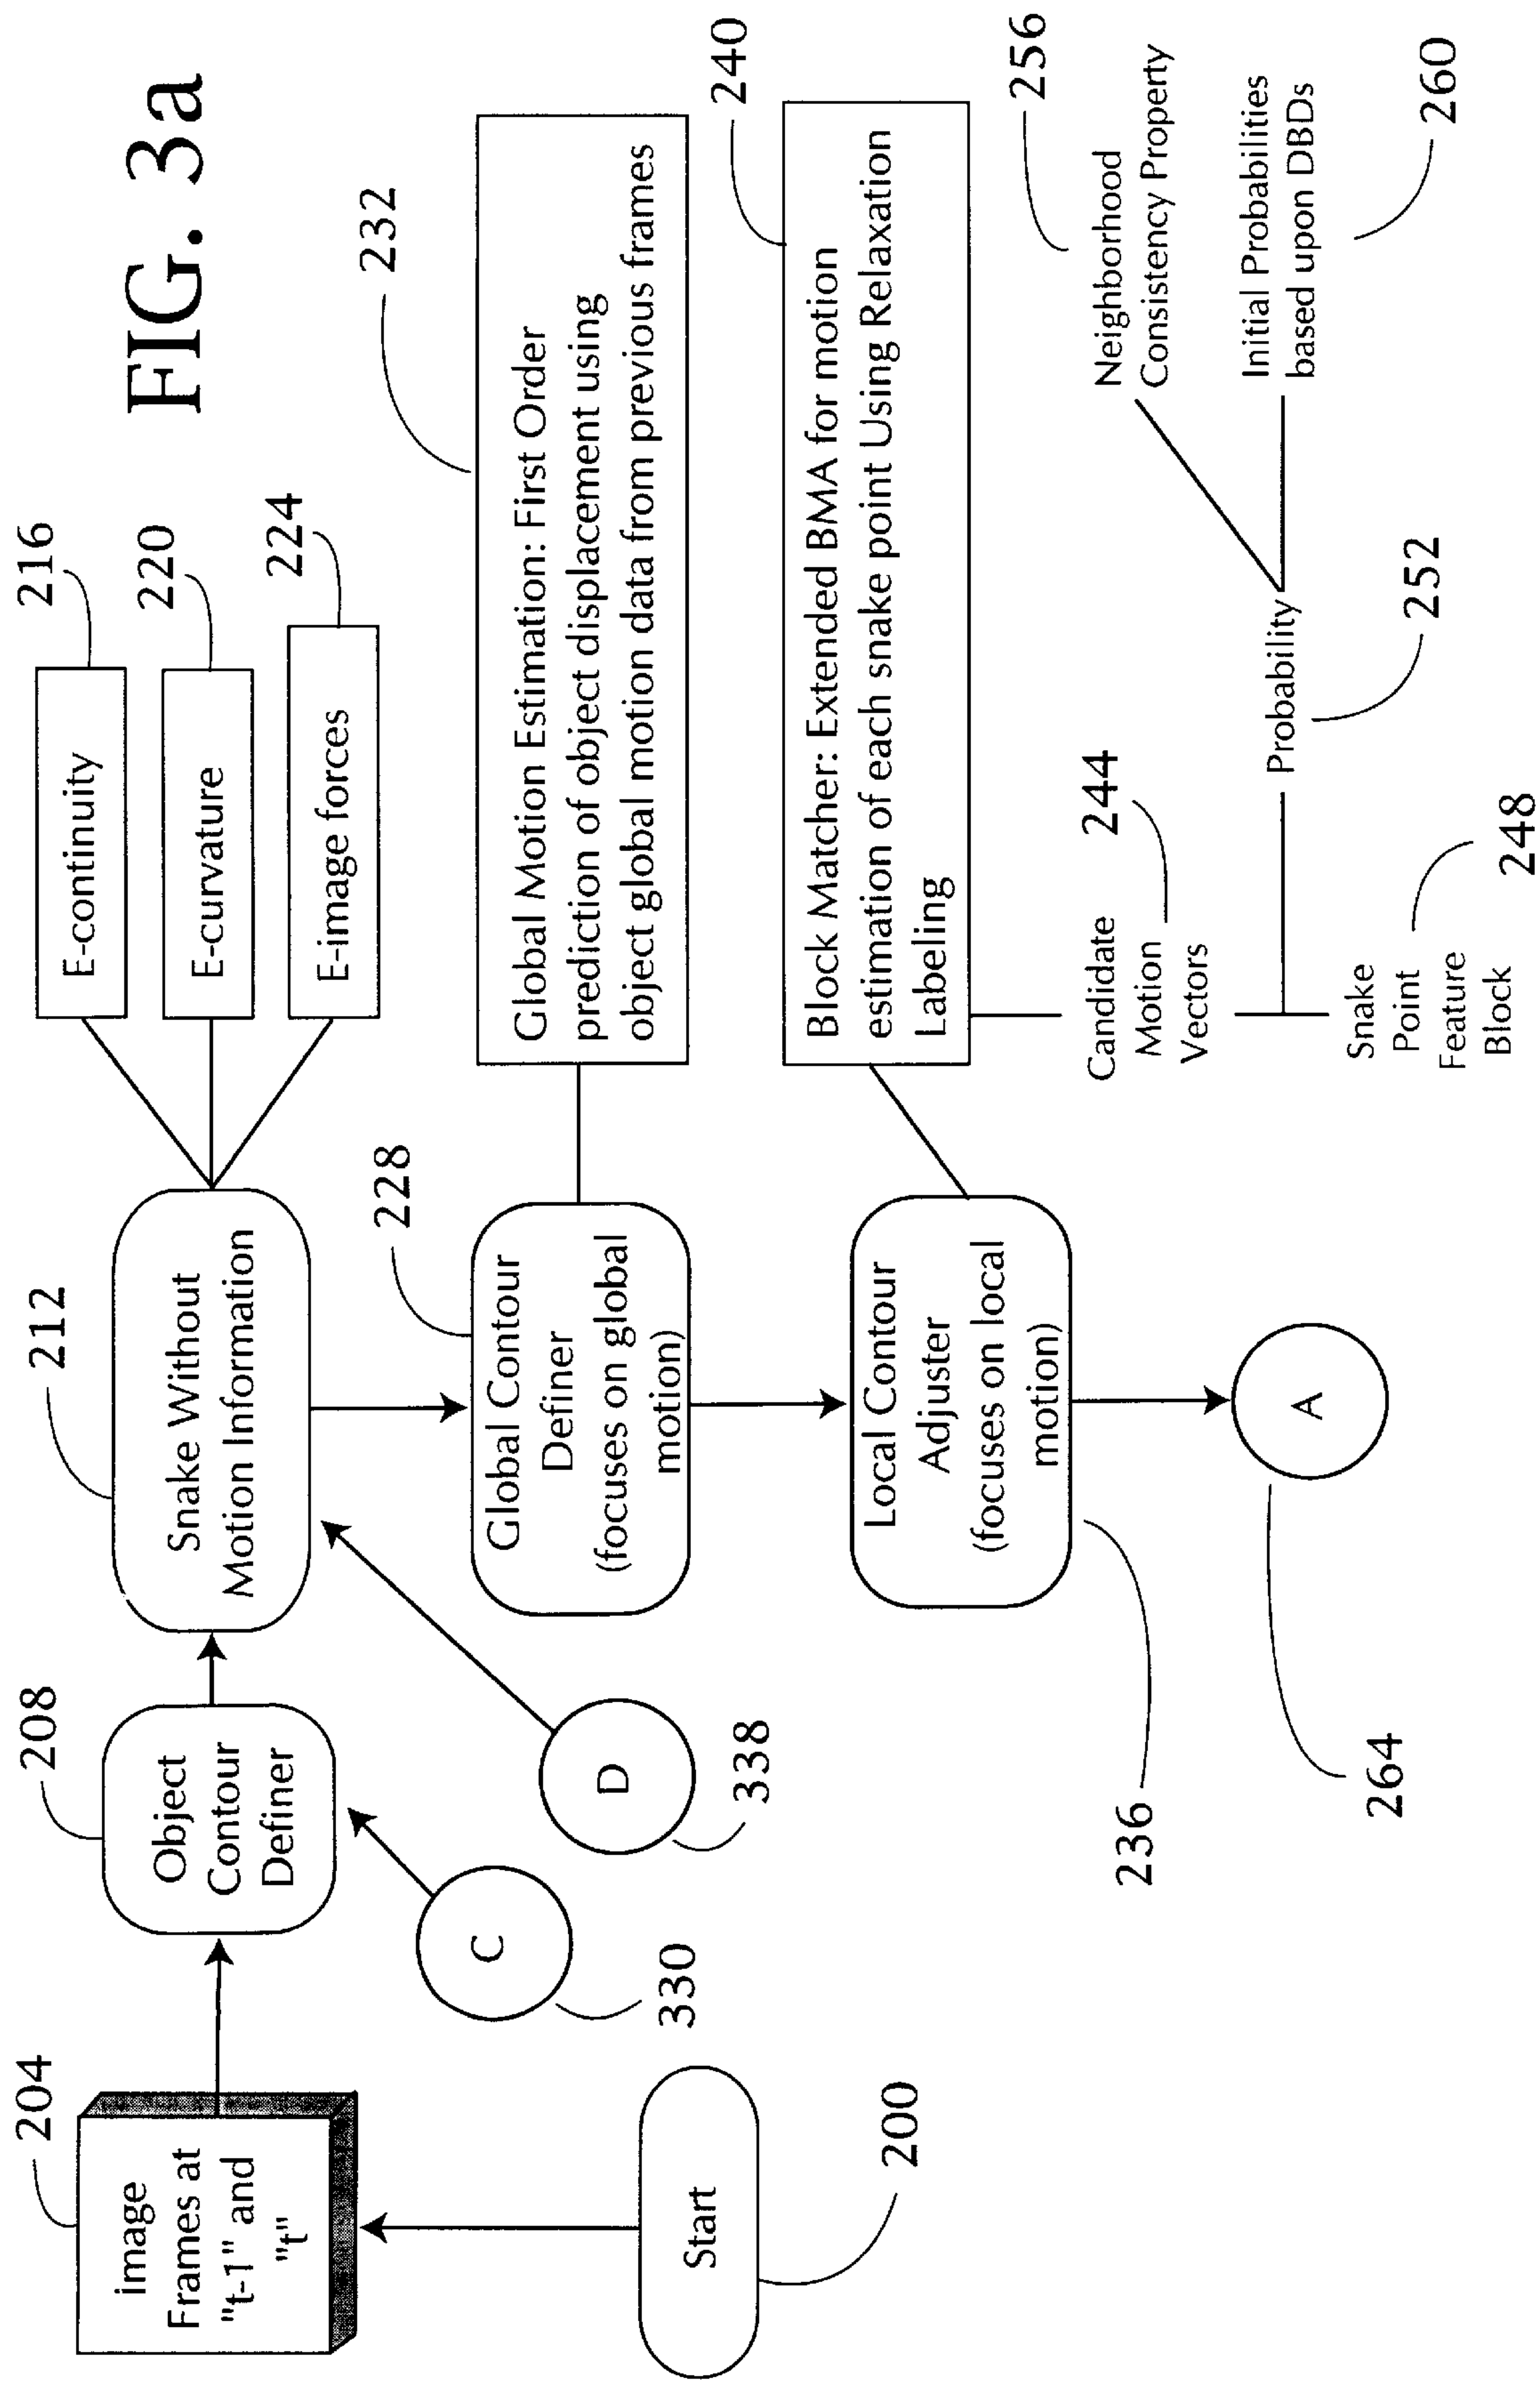 FIG. 3a
204
image
Frames at
"t-1" and
"t"
208
Object
Contour
Definer
212
Snake Without
Motion Information
216
E-continuity
220
E-curvature
224
E-image forces
Start
200
C
330
D
338
228
Global Contour
Definer
(focuses on global
motion)
232
Global Motion Estimation: First Order
prediction of object displacement using
object global motion data from previous frames
Local Contour
Adjuster
(focuses on local
motion)
236
240
Block Matcher: Extended BMA for motion
estimation of each snake point Using Relaxation
Labeling
Candidate
Motion
Vectors
244
Snake
Point
Feature
Block
248
Probability
252
Neighborhood
Consistency Property
256
Initial Probabilities
based upon DBDs
260
A
264